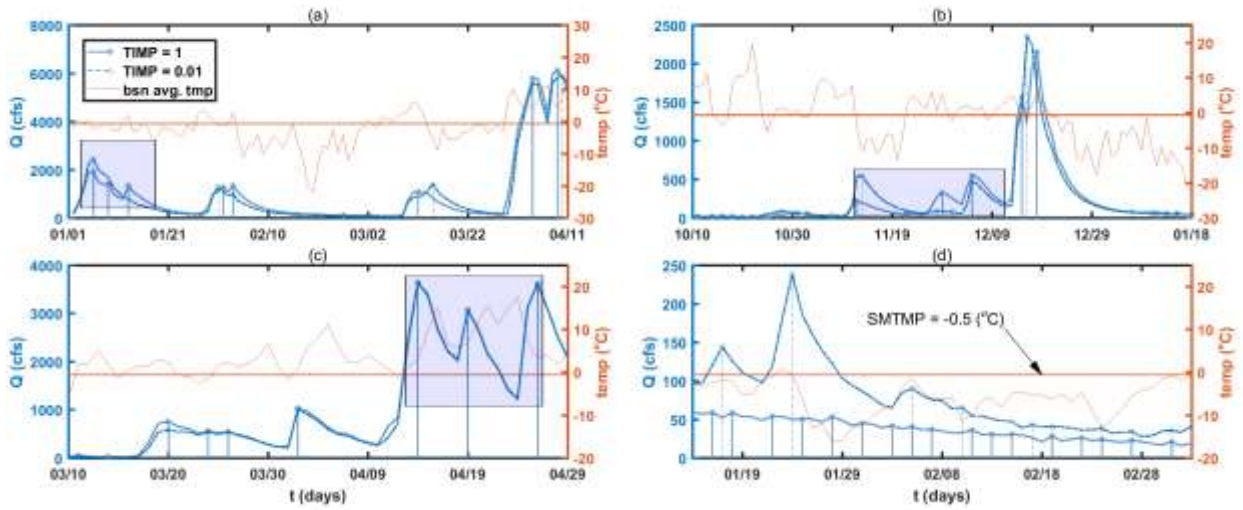 (a)
8000
6000
4000
2000
0
Q (cfs)
30
20
10
0
-10
-20
-30
temp (°C)
TIMP = 1
TIMP = 0.01
bsn avg. tmp
01/01 01/21 02/10 03/02 03/22 04/11
(b)
2500
2000
1500
1000
500
0
Q (cfs)
20
10
0
-10
-20
-30
temp (°C)
10/10 10/30 11/19 12/09 12/29 01/18
(c)
4000
3000
2000
1000
0
Q (cfs)
20
10
0
-10
-20
temp (°C)
03/10 03/20 03/30 04/09 04/19 04/29
t (days)
(d)
250
200
150
100
50
0
Q (cfs)
20
10
0
-10
-20
temp (°C)
SMTMP = -0.5 (°C)
01/19 01/29 02/08 02/18 02/28
t (days)